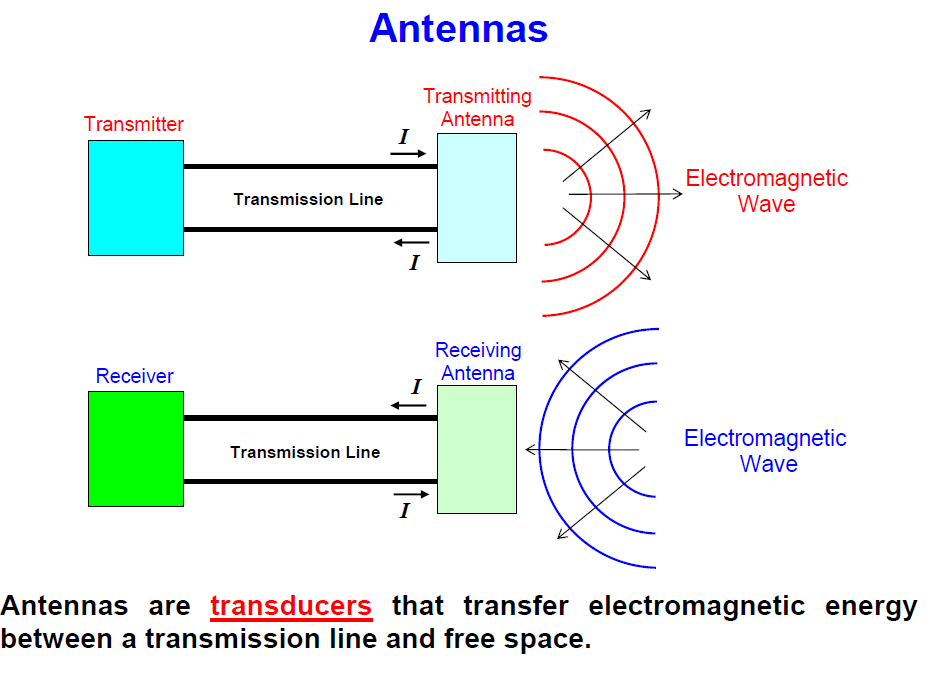 Antennas
Transmitting
Antenna
Transmitter
I
Transmission Line
I
Electromagnetic
Wave
Receiving
Antenna
Receiver
I
Transmission Line
I
Electromagnetic
Wave
Antennas are transducers that transfer electromagnetic energy
between a transmission line and free space.